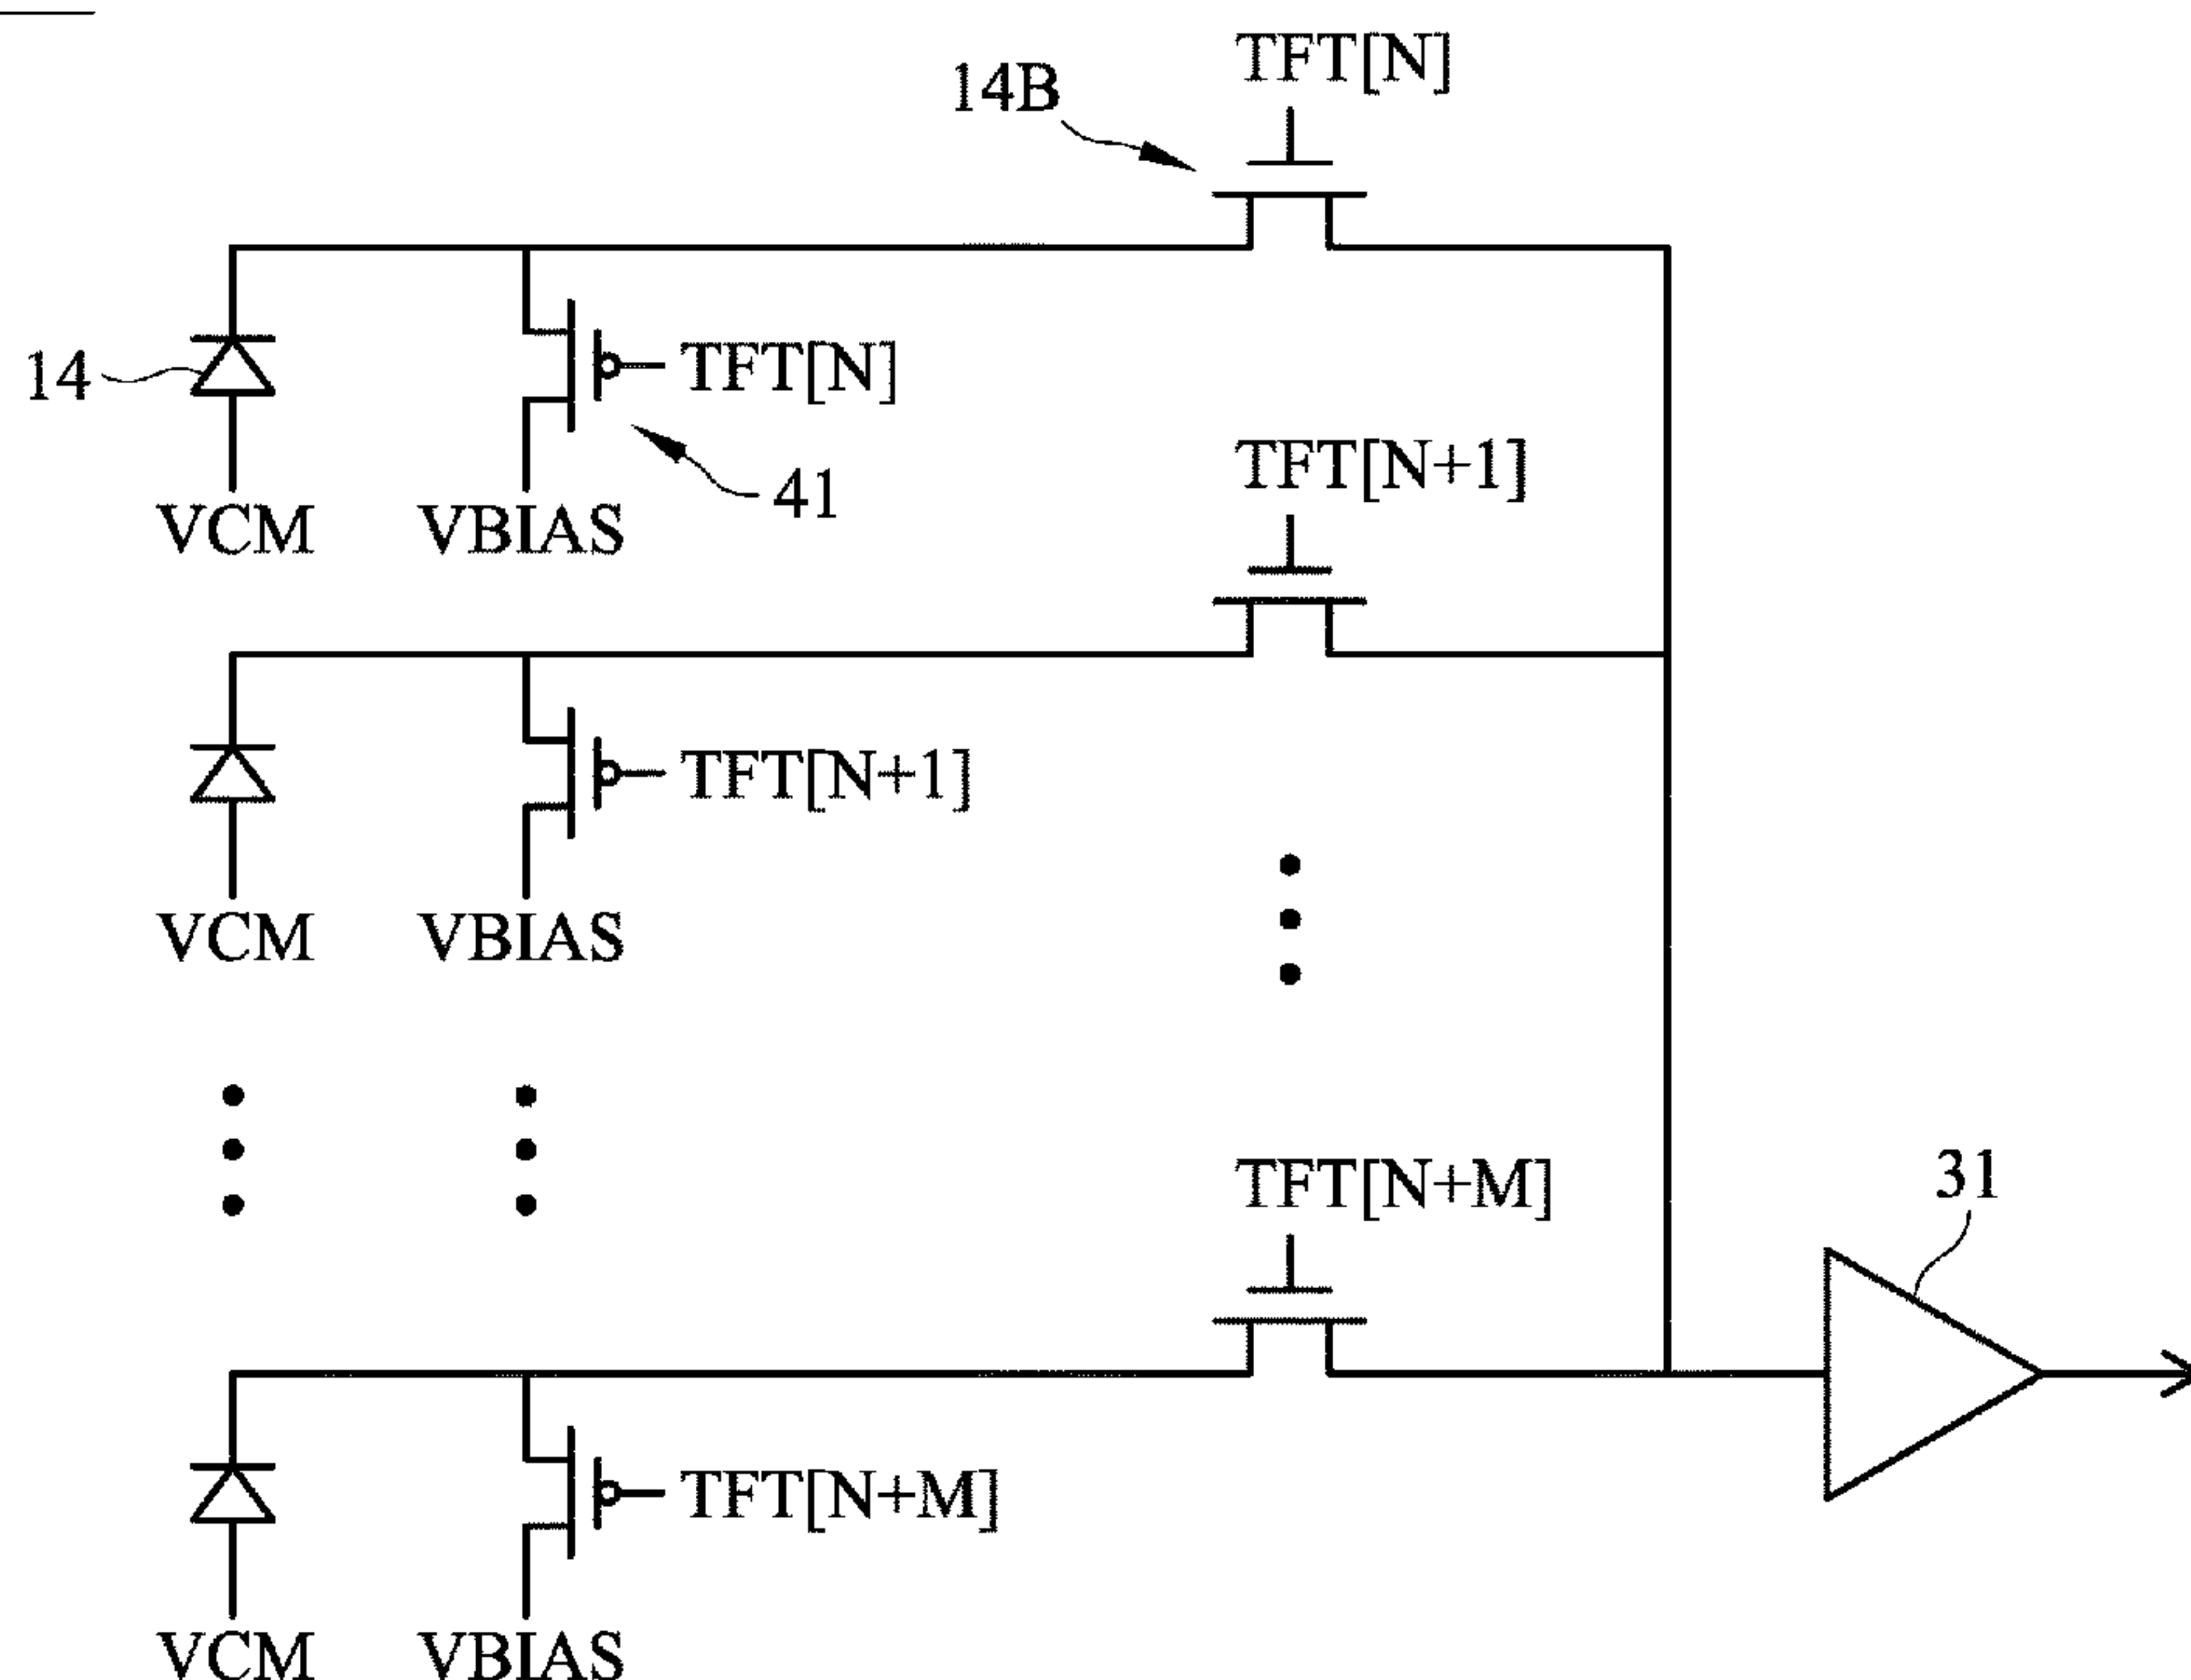 TFT[N]
14B
14
TFT[N]
41
VCM
VBIAS
TFT[N+1]
TFT[N+1]
VCM
VBIAS
TFT[N+M]
31
TFT[N+M]
VCM
VBIAS